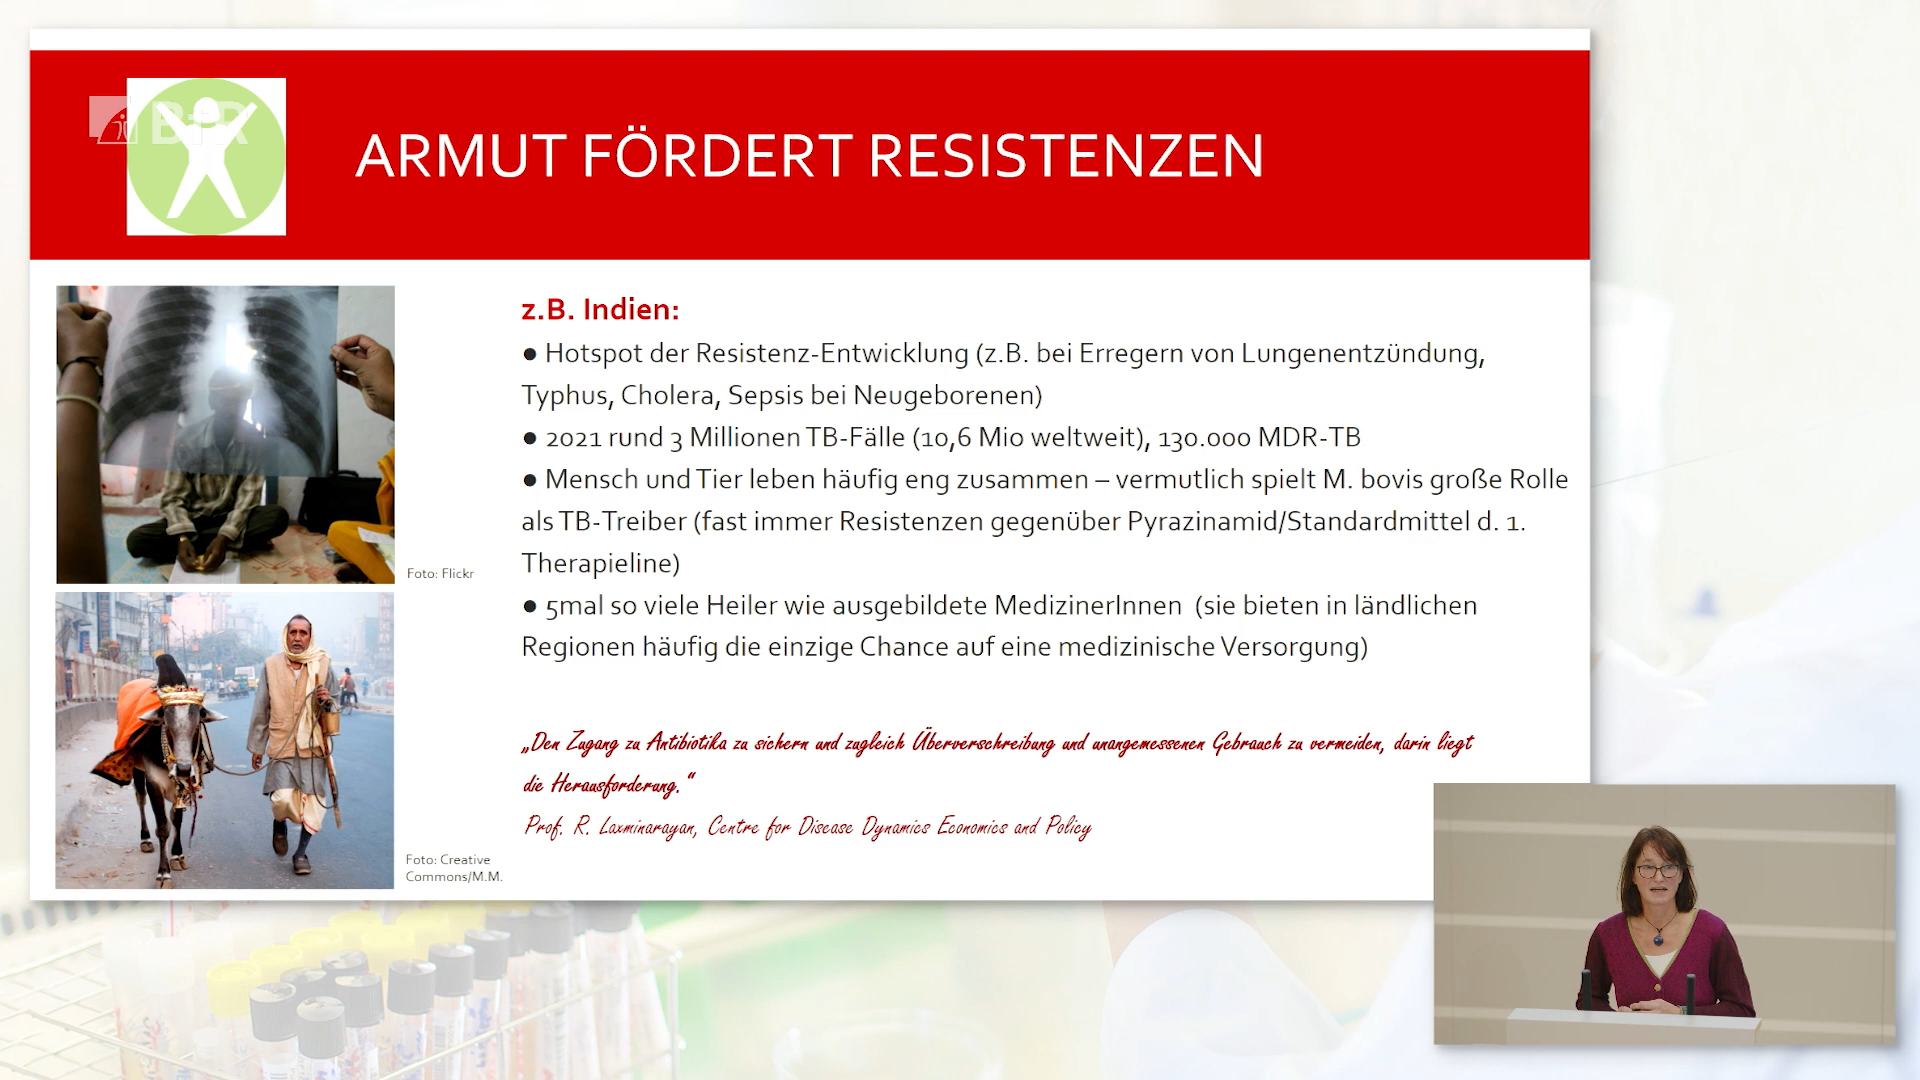 BfR
ARMUT FÖRDERT RESISTENZEN
z.B. Indien:
● Hotspot der Resistenz-Entwicklung (z.B. bei Erregern von Lungenentzündung,
Typhus, Cholera, Sepsis bei Neugeborenen)
● 2021 rund 3 Millionen TB-Fälle (10,6 Mio weltweit), 130.000 MDR-TB
● Mensch und Tier leben häufig eng zusammen – vermutlich spielt M. bovis große Rolle
als TB-Treiber (fast immer Resistenzen gegenüber Pyrazinamid/Standardmittel d. 1.
Therapieline)
● 5mal so viele Heiler wie ausgebildete MedizinerInnen (sie bieten in ländlichen
Regionen häufig die einzige Chance auf eine medizinische Versorgung)
„Den Zugang zu Antibiotika zu sichern und zugleich Überverschreibung und unangemessenen Gebrauch zu vermeiden, darin liegt
die Herausforderung.“
Prof. R. Laxminarayan, Centre for Disease Dynamics Economics and Policy
Foto: Flickr
Foto: Creative
Commons/M.M.